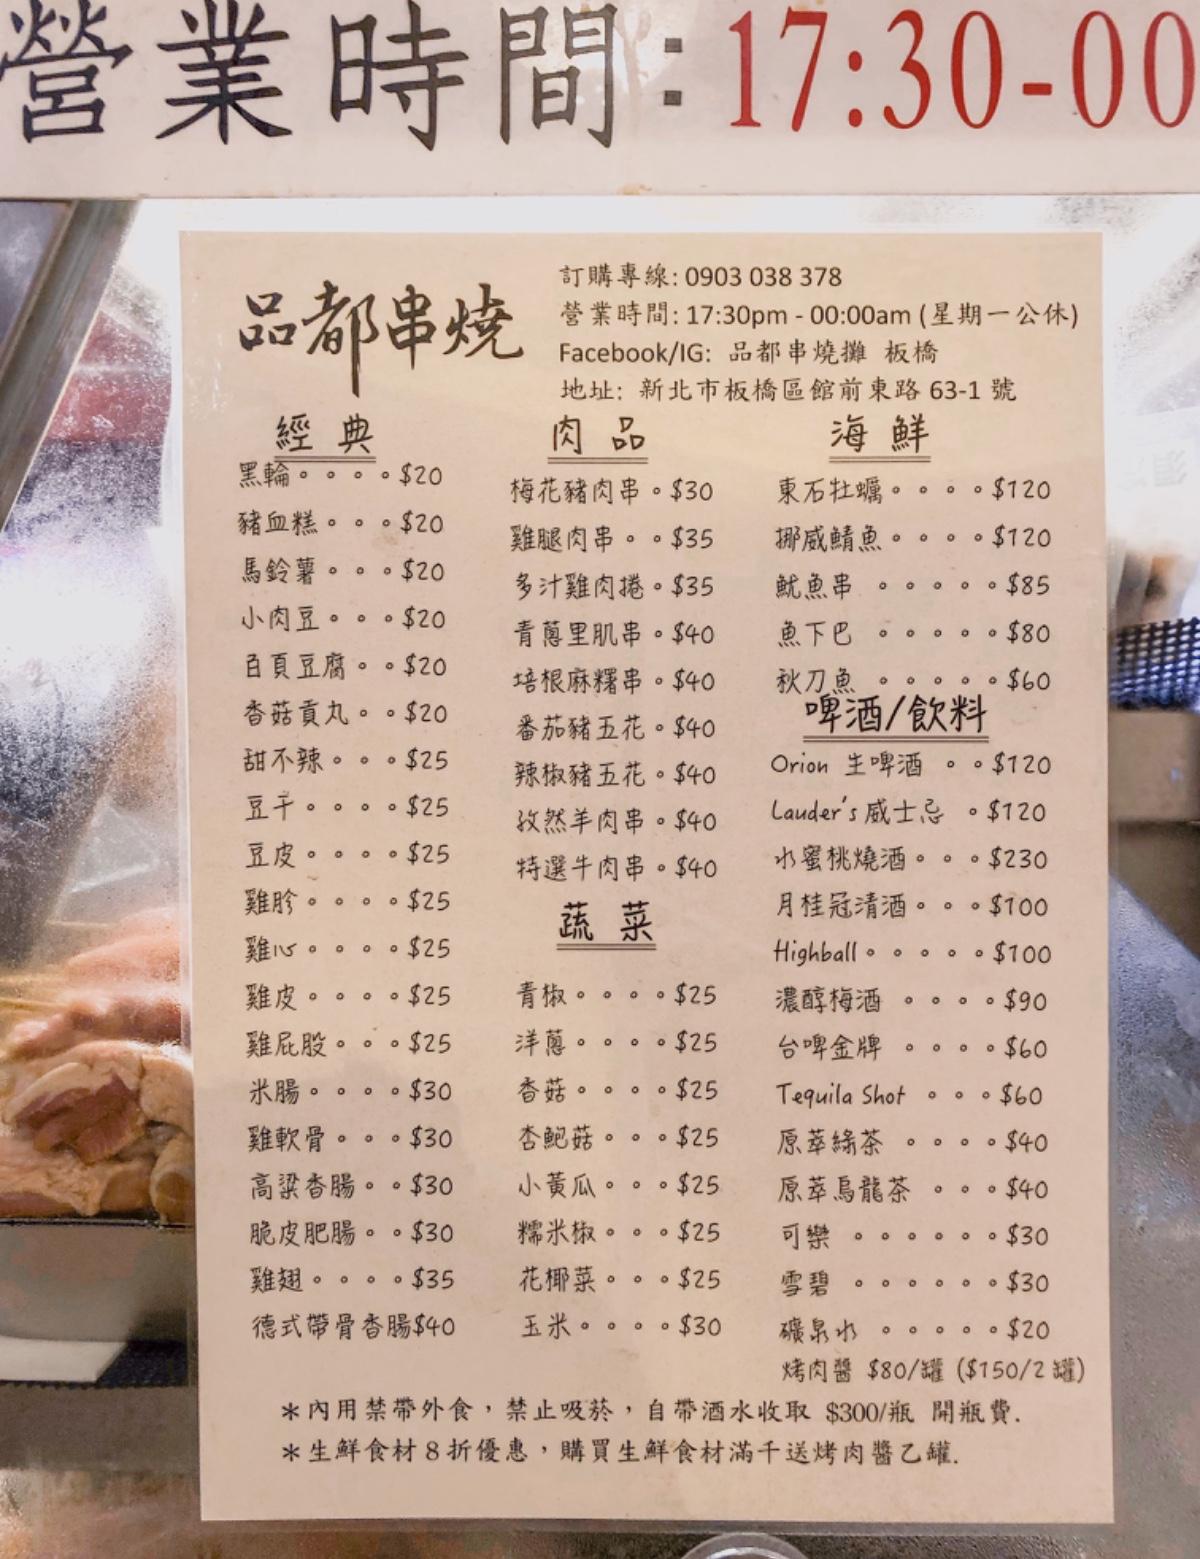 營業時間:17:30-00
品都串燒
訂購專線: 0903 038 378
營業時間: 17:30pm - 00:00am (星期一公休)
Facebook/IG: 品都串燒攤 板橋
地址: 新北市板橋區館前東路 63-1 號
經典
黑輪。。。。$20
豬血糕。。。$20
馬鈴薯。。。$20
小肉豆。。。$20
百頁豆腐。。$20
香菇貢丸。。$20
甜不辣。。。$25
豆干。。。。$25
豆皮。。。。$25
雞胗。。。。$25
雞心。。。。$25
雞皮。。。。$25
雞屁股。。。$25
米腸。。。。$30
雞軟骨。。。$30
高粱香腸。。$30
脆皮肥腸。。$30
雞翅。。。。$35
德式帶骨香腸$40
肉品
梅花豬肉串。$30
雞腿肉串。。$35
多汁雞肉捲。$35
青蔥里肌串。$40
培根麻糬串。$40
番茄豬五花。$40
辣椒豬五花。$40
孜然羊肉串。$40
特選牛肉串。$40
蔬菜
青椒。。。。$25
洋蔥。。。。$25
香菇。。。。$25
杏鮑菇。。。$25
小黃瓜。。。$25
糯米椒。。。$25
花椰菜。。。$25
玉米。。。。$30
海鮮
東石牡蠣。。。。$120
挪威鯖魚。。。。$120
魷魚串 。。。。。$85
魚下巴 。。。。。$80
秋刀魚 。。。。。$60
啤酒/飲料
Orion 生啤酒 。。$120
Lauder's 威士忌 。$120
水蜜桃燒酒。。。$230
月桂冠清酒。。。$100
Highball。。。。。$100
濃醇梅酒 。。。。$90
台啤金牌 。。。。$60
Tequila Shot 。。。$60
原萃綠茶 。。。。$40
原萃烏龍茶 。。。$40
可樂 。。。。。。$30
雪碧 。。。。。。$30
礦泉水 。。。。。$20
烤肉醬 $80/罐 ($150/2 罐)
＊內用禁帶外食，禁止吸菸，自帶酒水收取 $300/瓶 開瓶費.
＊生鮮食材 8 折優惠，購買生鮮食材滿千送烤肉醬乙罐.